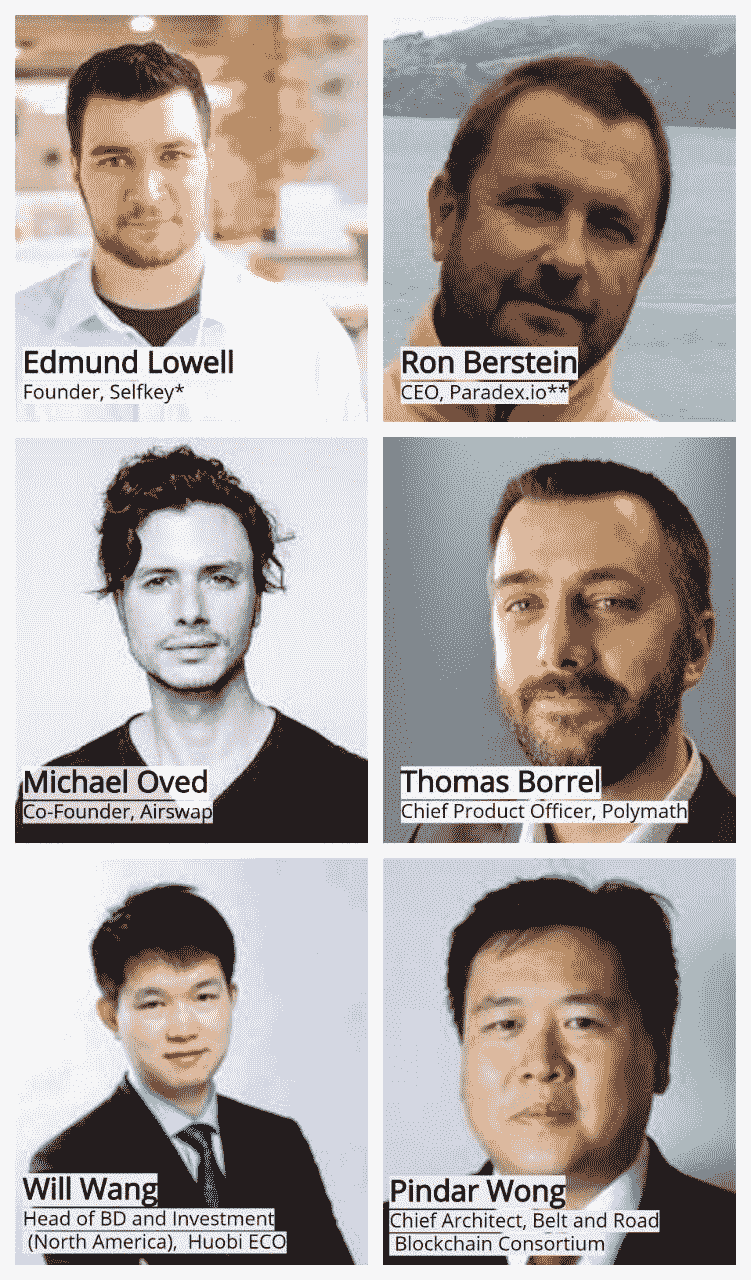 Edmund Lowell
Founder, Selfkey*
Ron Berstein
CEO, Paradex.io**
Michael Oved
Co-Founder, Airswap
Thomas Borrel
Chief Product Officer, Polymath
Will Wang
Head of BD and Investment
(North America), Huobi ECO
Pindar Wong
Chief Architect, Belt and Road
Blockchain Consortium